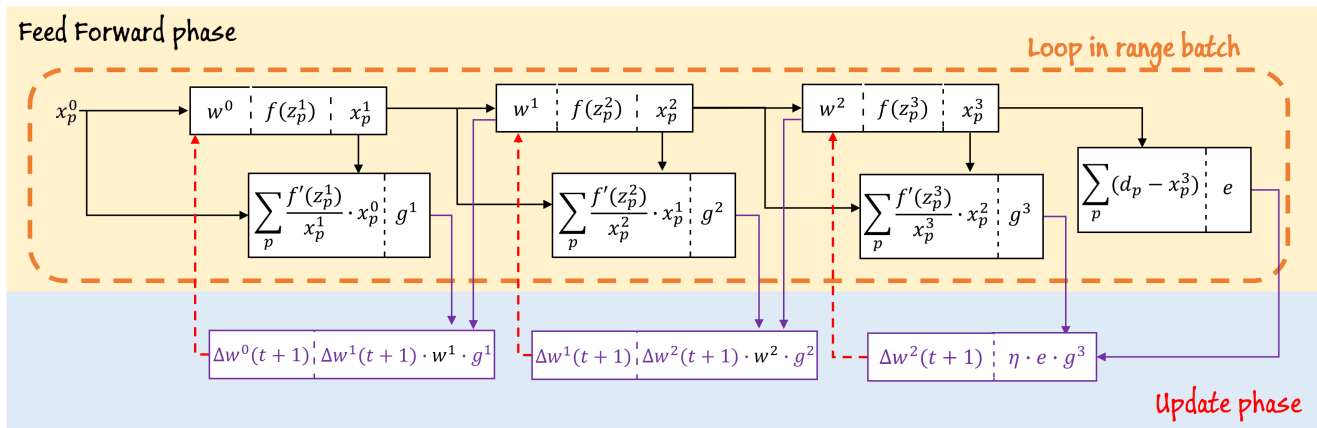 Feed Forward phase
Loop in range batch
x_p^0
w^0 | f(z_p^1) | x_p^1
w^1 | f(z_p^2) | x_p^2
w^2 | f(z_p^3) | x_p^3
∑_p f′(z_p^1)/x_p^1 · x_p^0 | g^1
∑_p f′(z_p^2)/x_p^2 · x_p^1 | g^2
∑_p f′(z_p^3)/x_p^3 · x_p^2 | g^3
∑_p (d_p − x_p^3) | e
Δw^0(t + 1) | Δw^1(t + 1) · w^1 · g^1
Δw^1(t + 1) | Δw^2(t + 1) · w^2 · g^2
Δw^2(t + 1) | η · e · g^3
Update phase